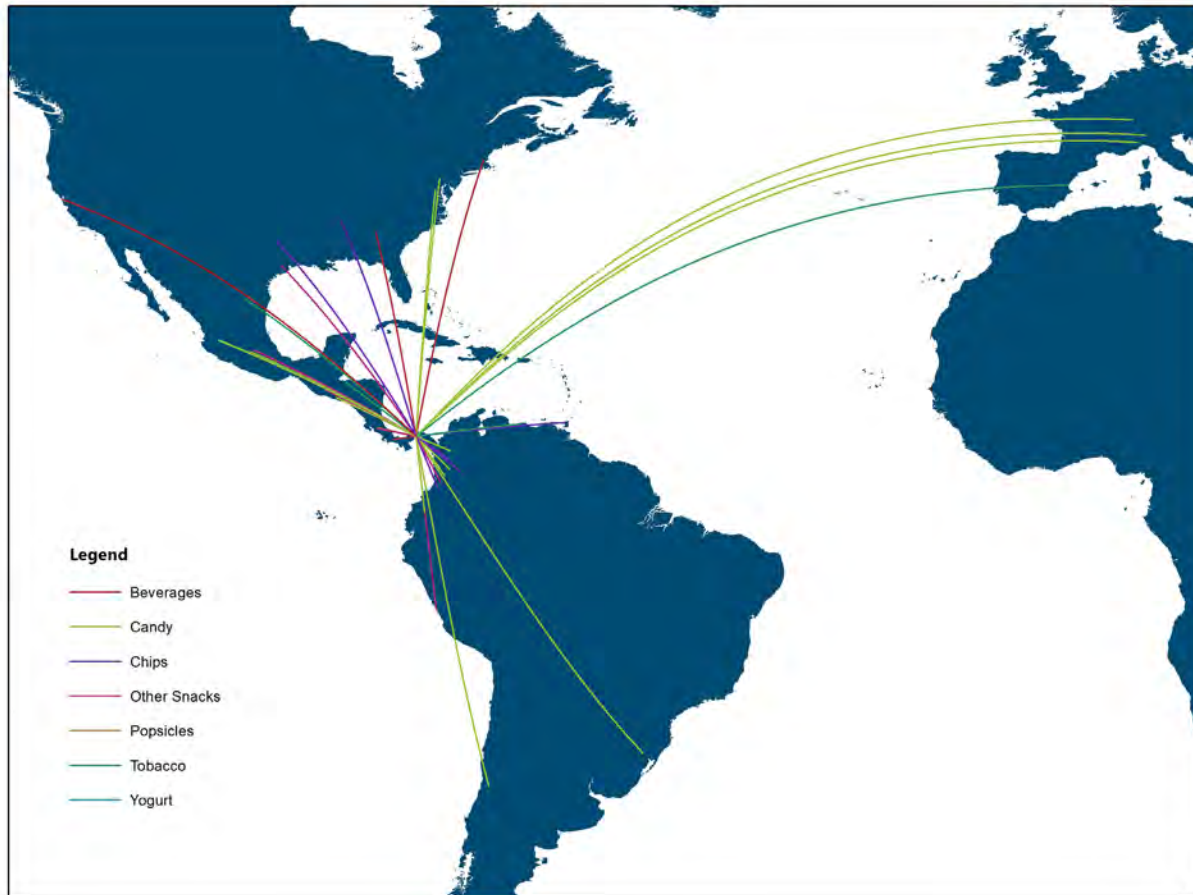 Legend
Beverages
Candy
Chips
Other Snacks
Popsicles
Tobacco
Yogurt